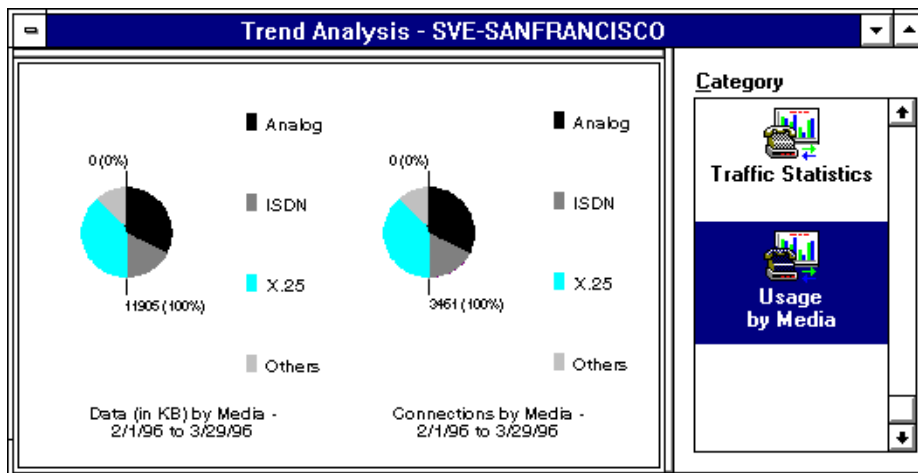 Trend Analysis - SVE-SANFRANCISCO
Analog
0 (0%)
ISDN
X.25
11905 (100%)
Others
Data (in KB) by Media -
2/1/96 to 3/29/96
Analog
0 (0%)
ISDN
X.25
3461 (100%)
Others
Connections by Media -
2/1/96 to 3/29/96
Category
Traffic Statistics
Usage
by Media